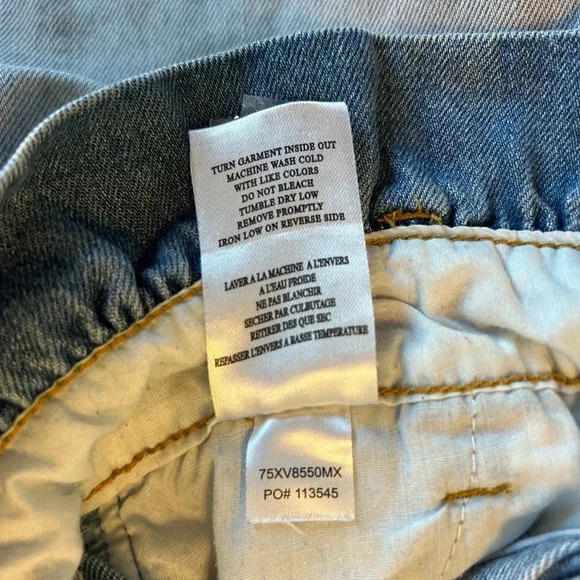 TURN GARMENT INSIDE OUT
MACHINE WASH COLD
WITH LIKE COLORS
DO NOT BLEACH
TUMBLE DRY LOW
REMOVE PROMPTLY
IRON LOW ON REVERSE SIDE
LAVER A LA MACHINE A L'ENVERS
A L'EAU FROIDE
NE PAS BLANCHIR
SECHER PAR CULBUTAGE
RETIRER DES QUE SEC
REPASSER L'ENVERS A BASSE TEMPERATURE
75XV8550MX
PO# 113545